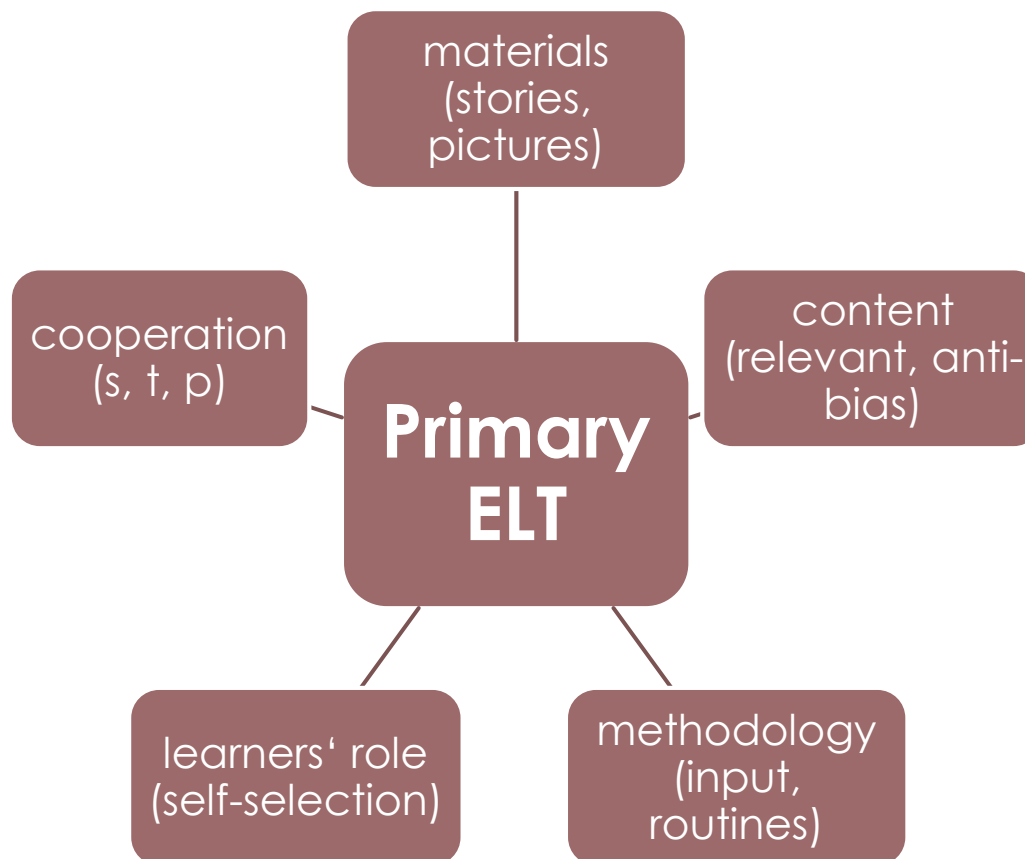 materials
(stories,
pictures)
cooperation
(s, t, p)
content
(relevant, anti-
bias)
Primary
ELT
learners‘ role
(self-selection)
methodology
(input,
routines)